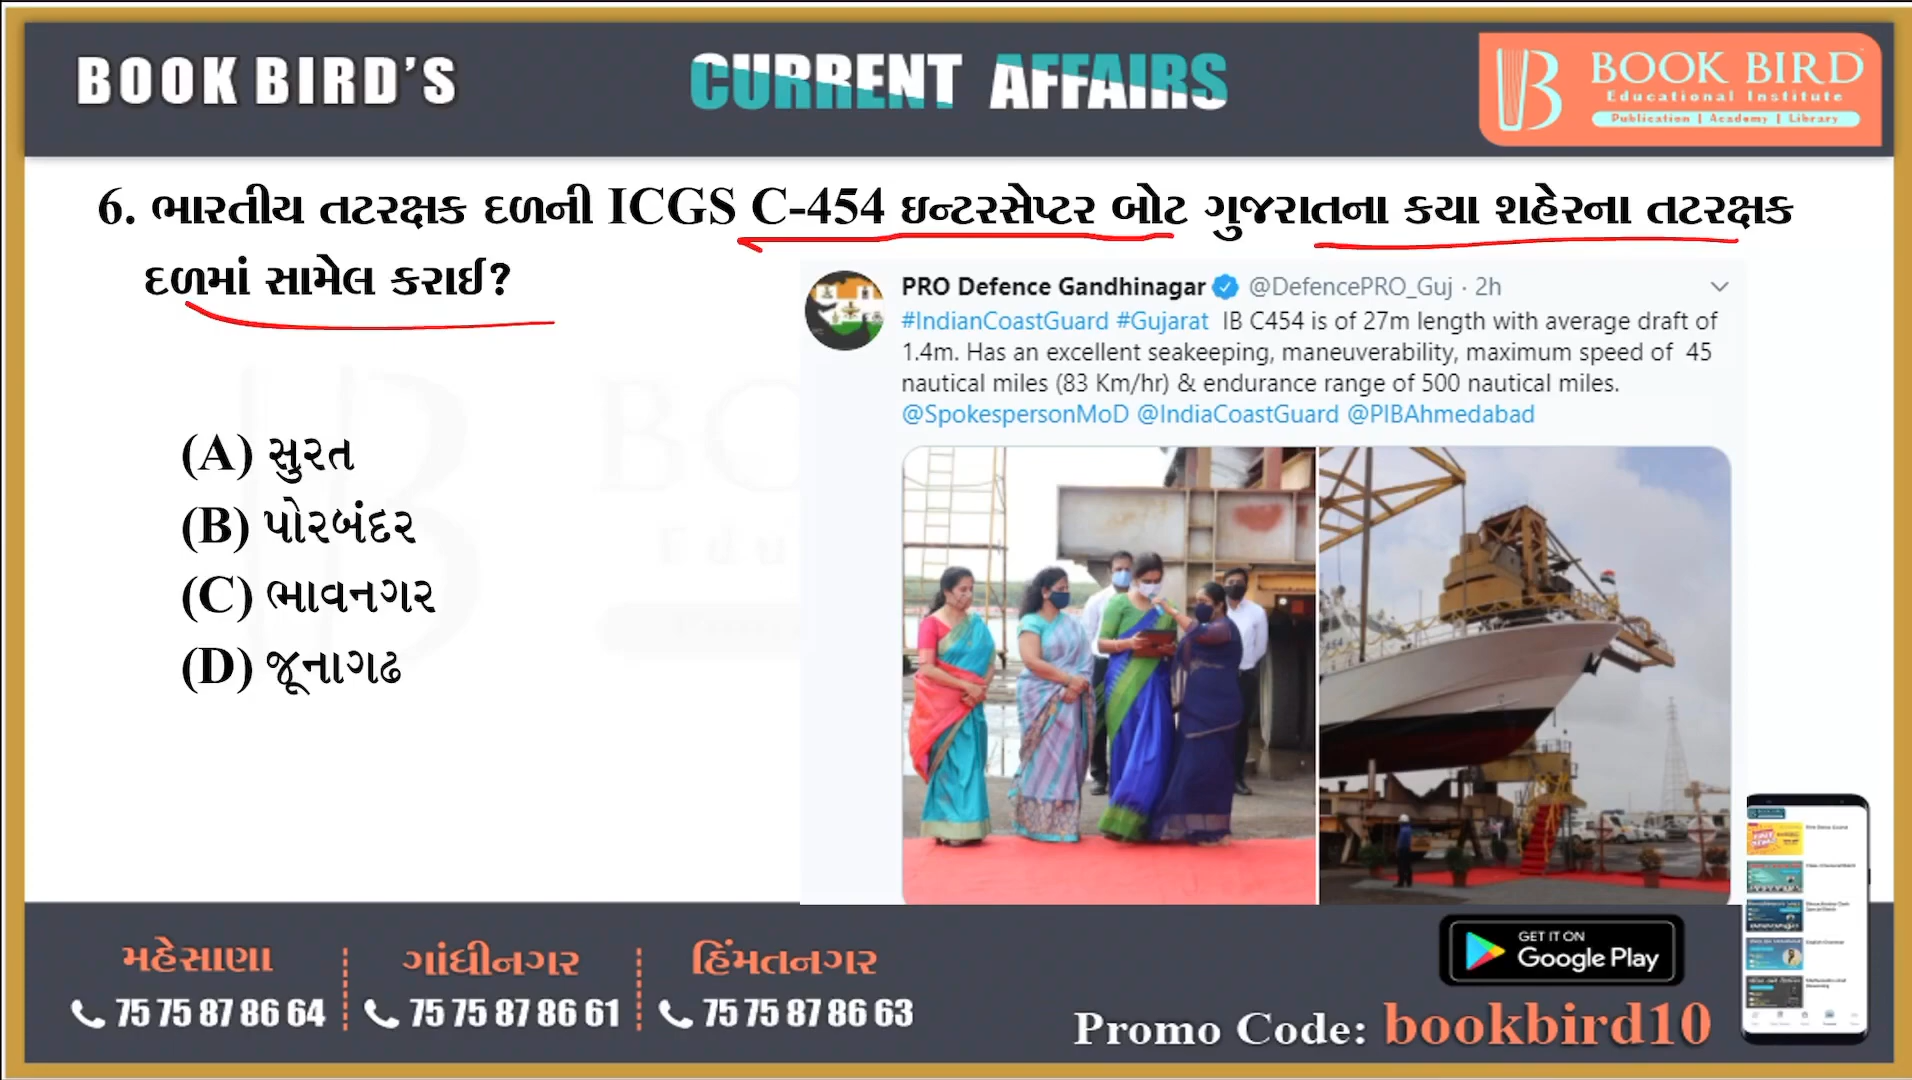 BOOK BIRD'S
CURRENT AFFAIRS
BOOK BIRD
Educational Institute
Publication | Academy | Library
6. ભારતીય તટરક્ષક દળની ICGS C-454 ઇન્ટરસેપ્ટર બોટ ગુજરાતના કયા શહેરના તટરક્ષક
દળમાં સામેલ કરાઈ?
(A) સુરત
(B) પોરબંદર
(C) ભાવનગર
(D) જૂનાગઢ
PRO Defence Gandhinagar @DefencePRO_Guj · 2h
#IndianCoastGuard #Gujarat IB C454 is of 27m length with average draft of
1.4m. Has an excellent seakeeping, maneuverability, maximum speed of 45
nautical miles (83 Km/hr) & endurance range of 500 nautical miles.
@SpokespersonMoD @IndiaCoastGuard @PIBAhmedabad
મહેસાણા
75 75 87 86 64
ગાંધીનગર
75 75 87 86 61
હિંમતનગર
75 75 87 86 63
GET IT ON
Google Play
Promo Code: bookbird10